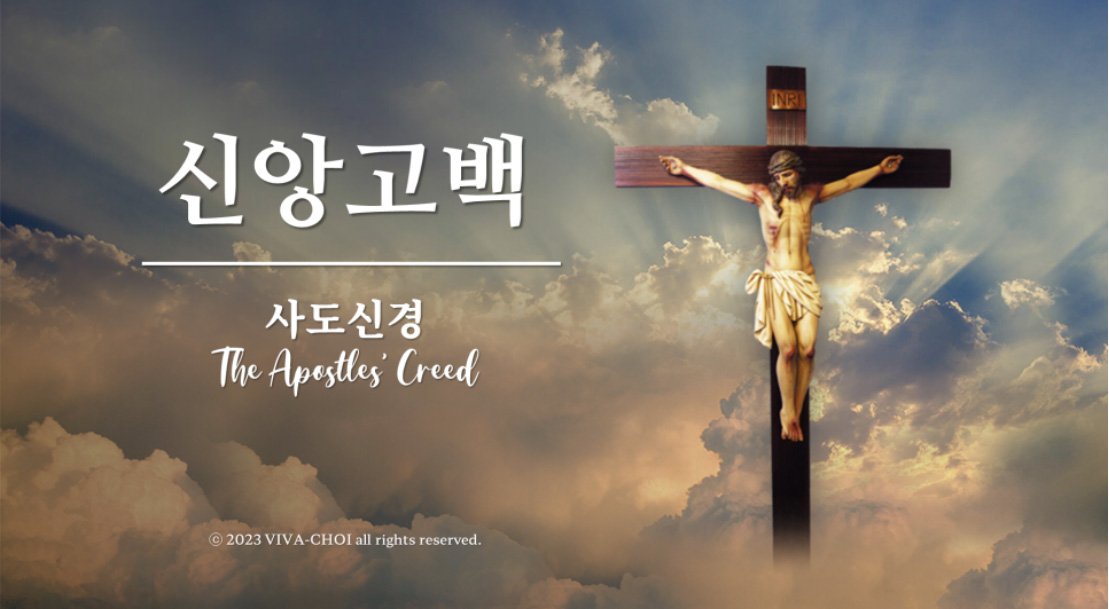 신앙고백
사도신경
The Apostles' Creed
ⓒ 2023 VIVA-CHOI all rights reserved.
INRI